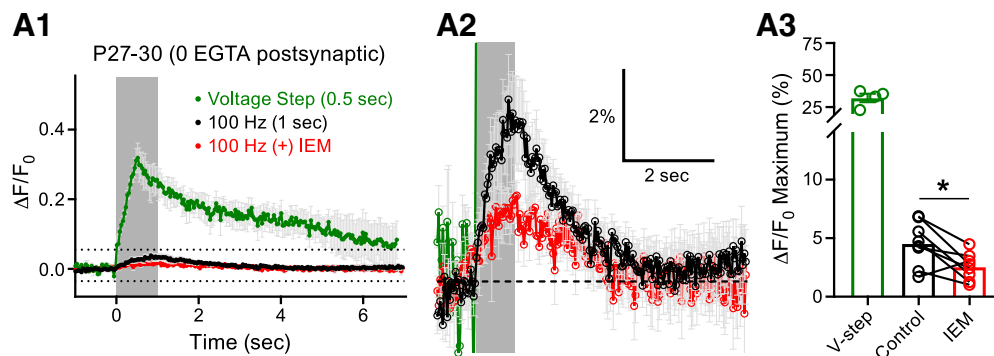 A1
P27-30 (0 EGTA postsynaptic)
Voltage Step (0.5 sec)
100 Hz (1 sec)
100 Hz (+) IEM
ΔF/F0
0.4
0.2
0.0
0
2
4
6
Time (sec)
A2
2%
2 sec
A3
ΔF/F0 Maximum (%)
75
50
25
10
5
0
*
V-step
Control
IEM